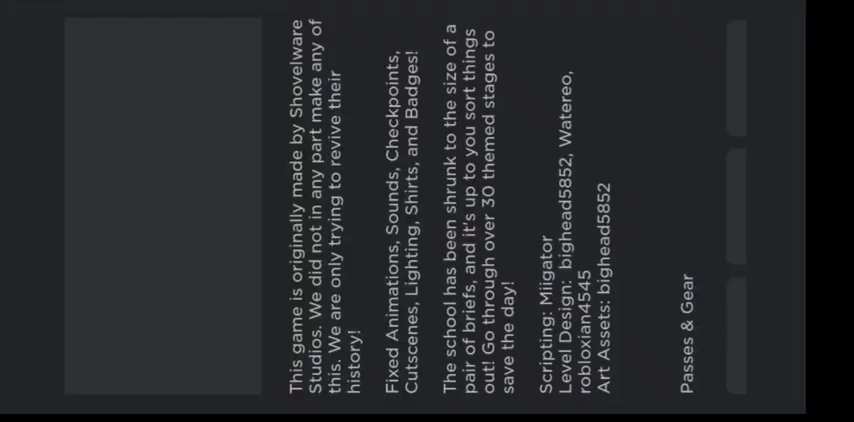 This game is originally made by Shovelware
Studios. We did not in any part make any of
this. We are only trying to revive their
history!
Fixed Animations, Sounds, Checkpoints,
Cutscenes, Lighting, Shirts, and Badges!
The school has been shrunk to the size of a
pair of briefs, and it's up to you sort things
out! Go through over 30 themed stages to
save the day!
Scripting: Miigator
Level Design:  bighead5852, Watereo,
robloxian4545
Art Assets: bighead5852
Passes & Gear